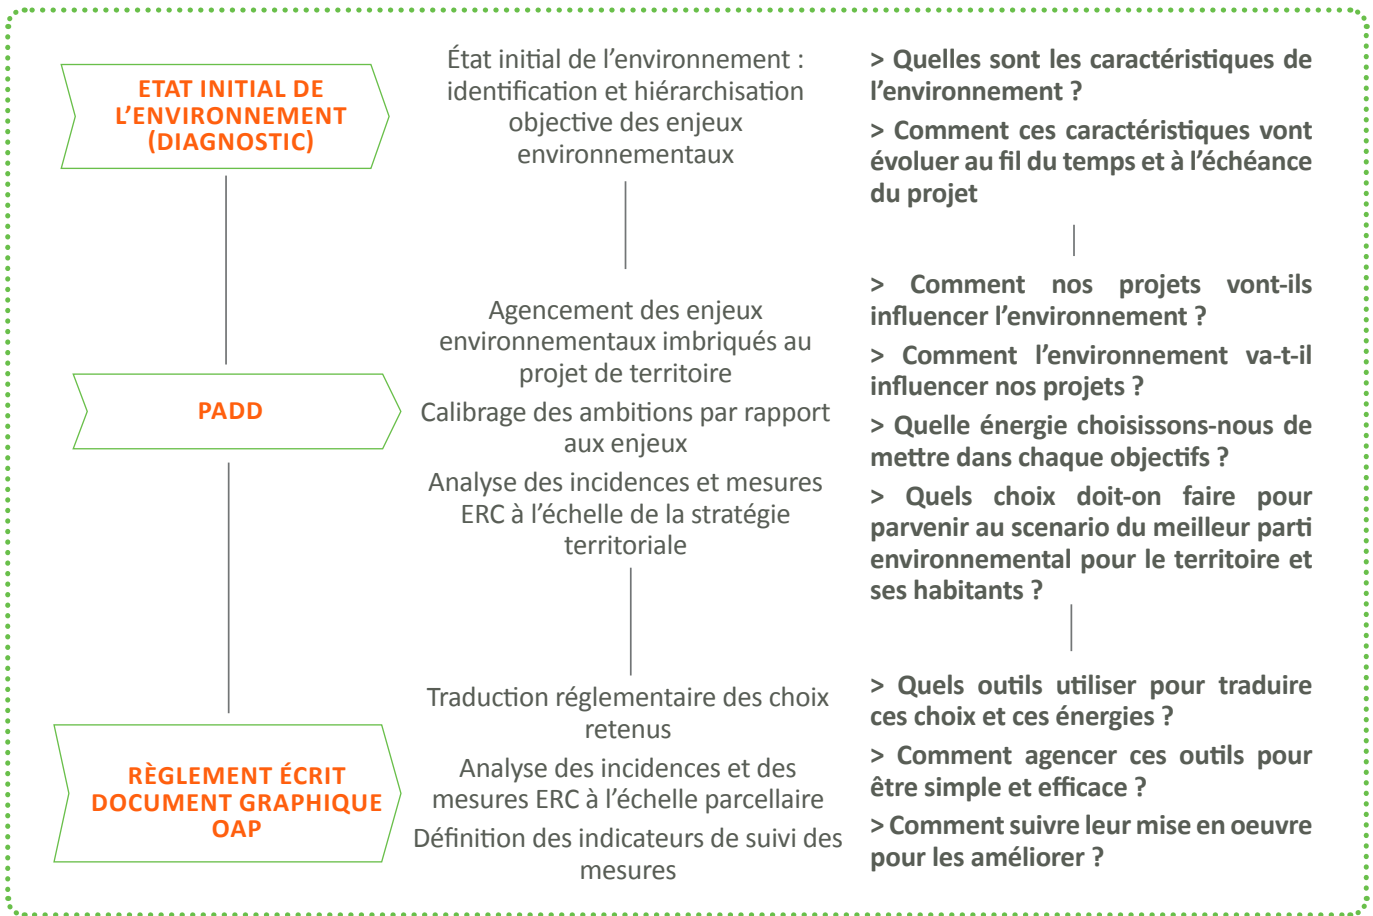 ETAT INITIAL DE
L’ENVIRONNEMENT
(DIAGNOSTIC)
État initial de l’environnement :
identification et hiérarchisation
objective des enjeux
environnementaux
> Quelles sont les caractéristiques de
l’environnement ?
> Comment ces caractéristiques vont
évoluer au fil du temps et à l’échéance
du projet
PADD
Agencement des enjeux
environnementaux imbriqués au
projet de territoire
Calibrage des ambitions par rapport
aux enjeux
Analyse des incidences et mesures
ERC à l’échelle de la stratégie
territoriale
> Comment nos projets vont-ils
influencer l’environnement ?
> Comment l’environnement va-t-il
influencer nos projets ?
> Quelle énergie choisissons-nous de
mettre dans chaque objectifs ?
> Quels choix doit-on faire pour
parvenir au scenario du meilleur parti
environnemental pour le territoire et
ses habitants ?
RÈGLEMENT ÉCRIT
DOCUMENT GRAPHIQUE
OAP
Traduction réglementaire des choix
retenus
Analyse des incidences et des
mesures ERC à l’échelle parcellaire
Définition des indicateurs de suivi des
mesures
> Quels outils utiliser pour traduire
ces choix et ces énergies ?
> Comment agencer ces outils pour
être simple et efficace ?
> Comment suivre leur mise en oeuvre
pour les améliorer ?